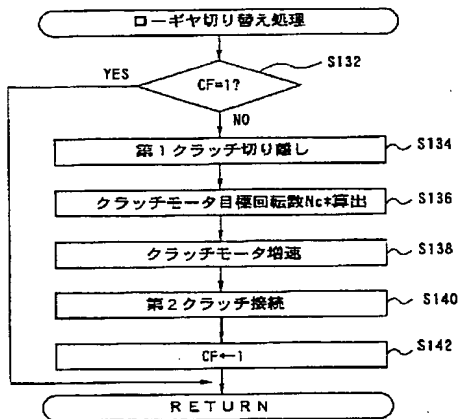 ローギヤ切り替え処理
S132
YES
CF=1?
NO
第1クラッチ切り離し
S134
クラッチモータ目標回転数Nc*算出
S136
クラッチモータ増速
S138
第2クラッチ接続
S140
CF←1
S142
RETURN